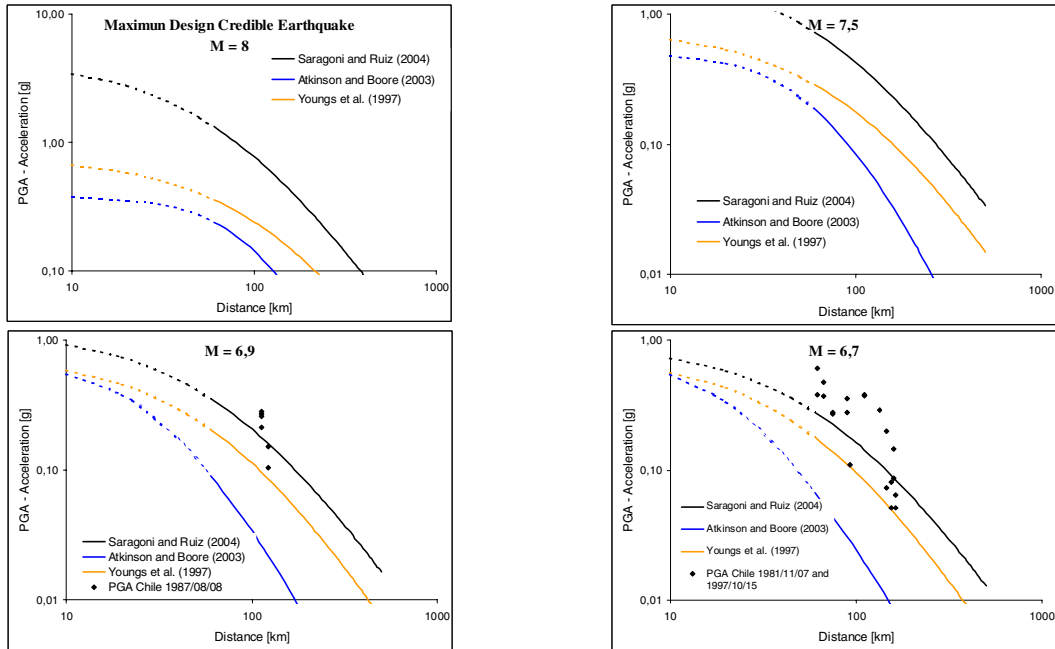 Maximun Design Credible Earthquake
M = 8
PGA - Acceleration [g]
10,00
1,00
0,10
10
100
1000
Distance [km]
Saragoni and Ruiz (2004)
Atkinson and Boore (2003)
Youngs et al. (1997)
M = 7,5
PGA - Acceleration [g]
1,00
0,10
0,01
10
100
1000
Distance [km]
Saragoni and Ruiz (2004)
Atkinson and Boore (2003)
Youngs et al. (1997)
M = 6,9
PGA - Acceleration [g]
1,00
0,10
0,01
10
100
1000
Distance [km]
Saragoni and Ruiz (2004)
Atkinson and Boore (2003)
Youngs et al. (1997)
PGA Chile 1987/08/08
M = 6,7
PGA - Acceleration [g]
1,00
0,10
0,01
10
100
1000
Distance [km]
Saragoni and Ruiz (2004)
Atkinson and Boore (2003)
Youngs et al. (1997)
PGA Chile 1981/11/07 and
1997/10/15